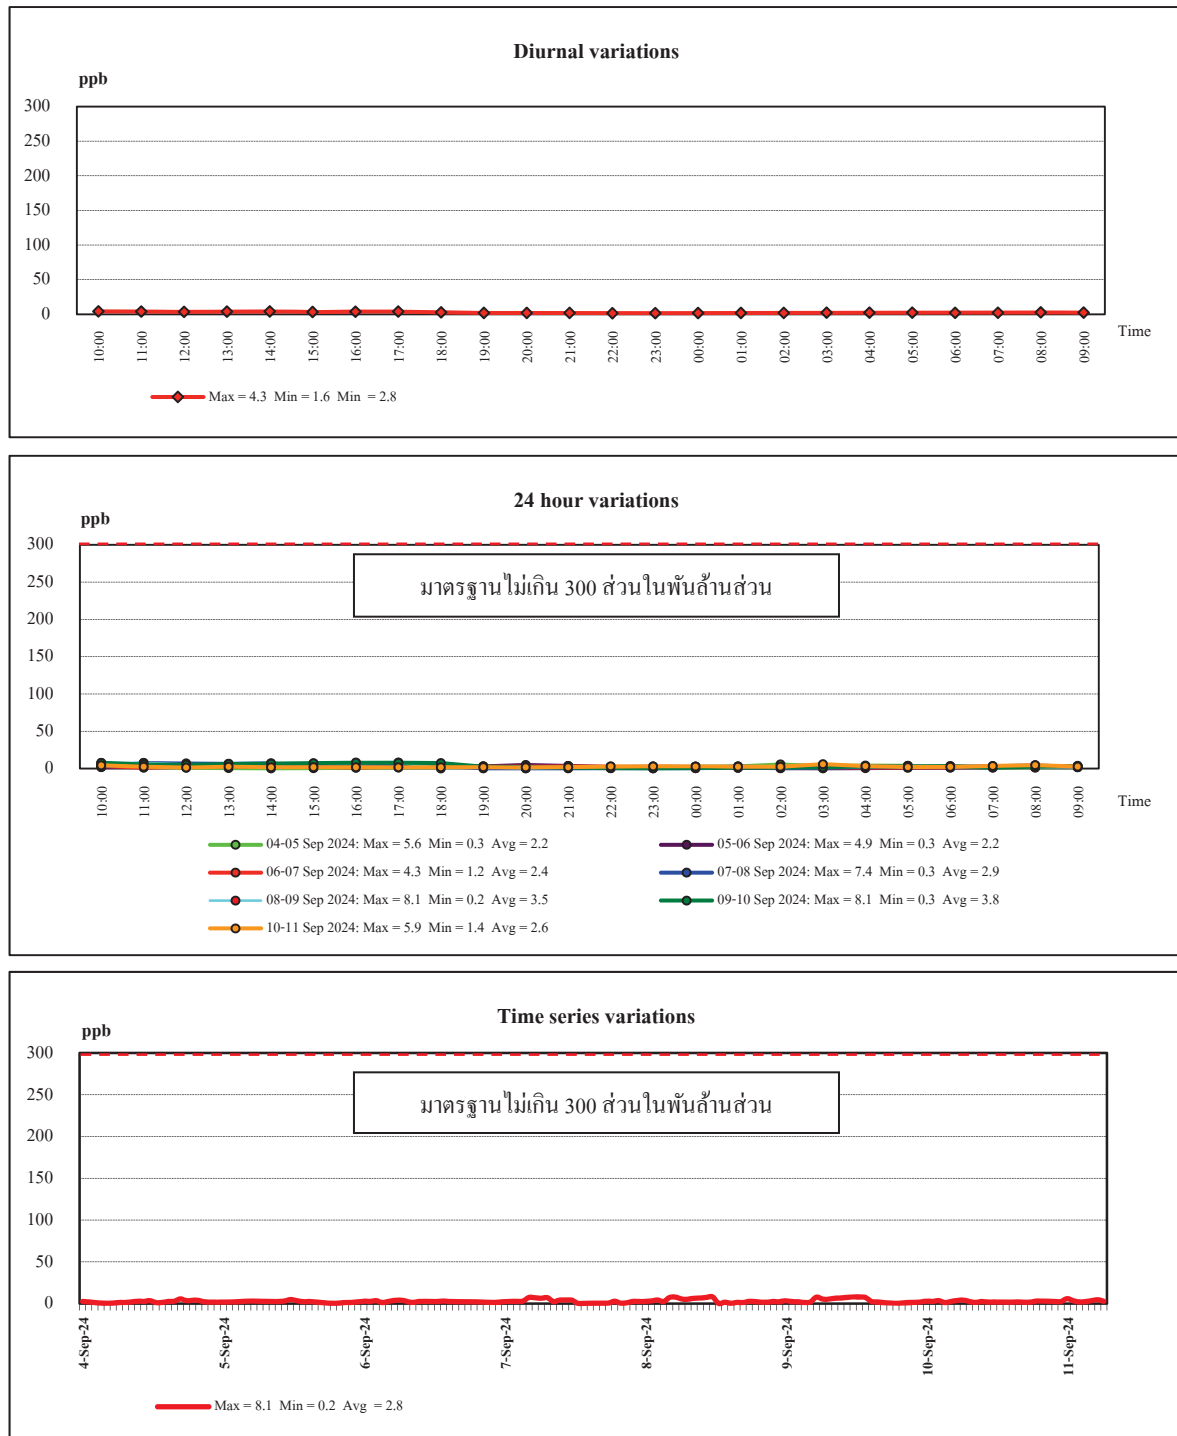 Diurnal variations
ppb
300
250
200
150
100
50
0
10:00 11:00 12:00 13:00 14:00 15:00 16:00 17:00 18:00 19:00 20:00 21:00 22:00 23:00 00:00 01:00 02:00 03:00 04:00 05:00 06:00 07:00 08:00 09:00
Time
Max = 4.3 Min = 1.6 Min = 2.8
24 hour variations
ppb
300
มาตรฐานไม่เกิน 300 ส่วนในพันล้านส่วน
250
200
150
100
50
0
10:00 11:00 12:00 13:00 14:00 15:00 16:00 17:00 18:00 19:00 20:00 21:00 22:00 23:00 00:00 01:00 02:00 03:00 04:00 05:00 06:00 07:00 08:00 09:00
Time
04-05 Sep 2024: Max = 5.6 Min = 0.3 Avg = 2.2
05-06 Sep 2024: Max = 4.9 Min = 0.3 Avg = 2.2
06-07 Sep 2024: Max = 4.3 Min = 1.2 Avg = 2.4
07-08 Sep 2024: Max = 7.4 Min = 0.3 Avg = 2.9
08-09 Sep 2024: Max = 8.1 Min = 0.2 Avg = 3.5
09-10 Sep 2024: Max = 8.1 Min = 0.3 Avg = 3.8
10-11 Sep 2024: Max = 5.9 Min = 1.4 Avg = 2.6
Time series variations
ppb
300
มาตรฐานไม่เกิน 300 ส่วนในพันล้านส่วน
250
200
150
100
50
0
4-Sep-24 5-Sep-24 6-Sep-24 7-Sep-24 8-Sep-24 9-Sep-24 10-Sep-24 11-Sep-24
Max = 8.1 Min = 0.2 Avg = 2.8